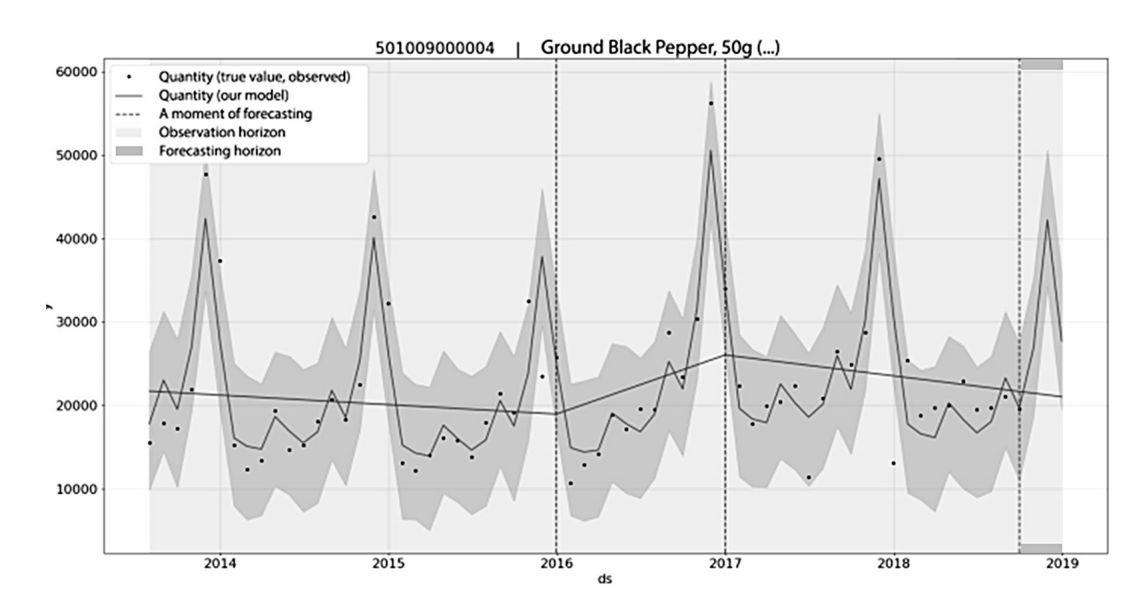 501009000004 | Ground Black Pepper, 50g (...)
60000
50000
40000
30000
20000
10000
y
Quantity (true value, observed)
Quantity (our model)
A moment of forecasting
Observation horizon
Forecasting horizon
2014 2015 2016 2017 2018 2019
ds